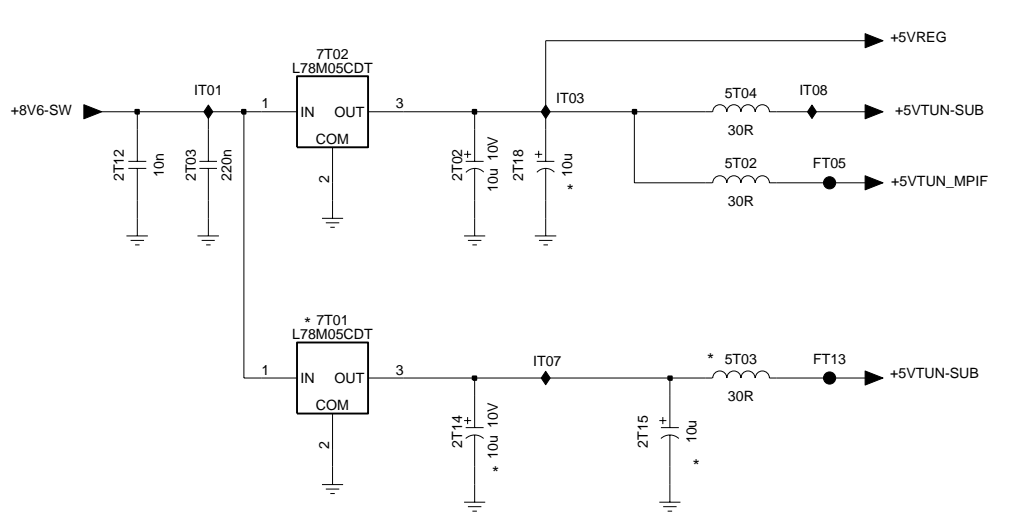 +5VREG
7T02
L78M05CDT
+8V6-SW
IT01
1
IN
OUT
3
COM
2
IT03
5T04
30R
IT08
+5VTUN-SUB
2T12
10n
2T03
220n
2T02
+
10u 10V
2T18
+
10u
*
5T02
30R
FT05
+5VTUN_MPIF
* 7T01
L78M05CDT
1
IN
OUT
3
COM
2
IT07
* 5T03
30R
FT13
+5VTUN-SUB
2T14
+
10u 10V
*
2T15
+
10u
*